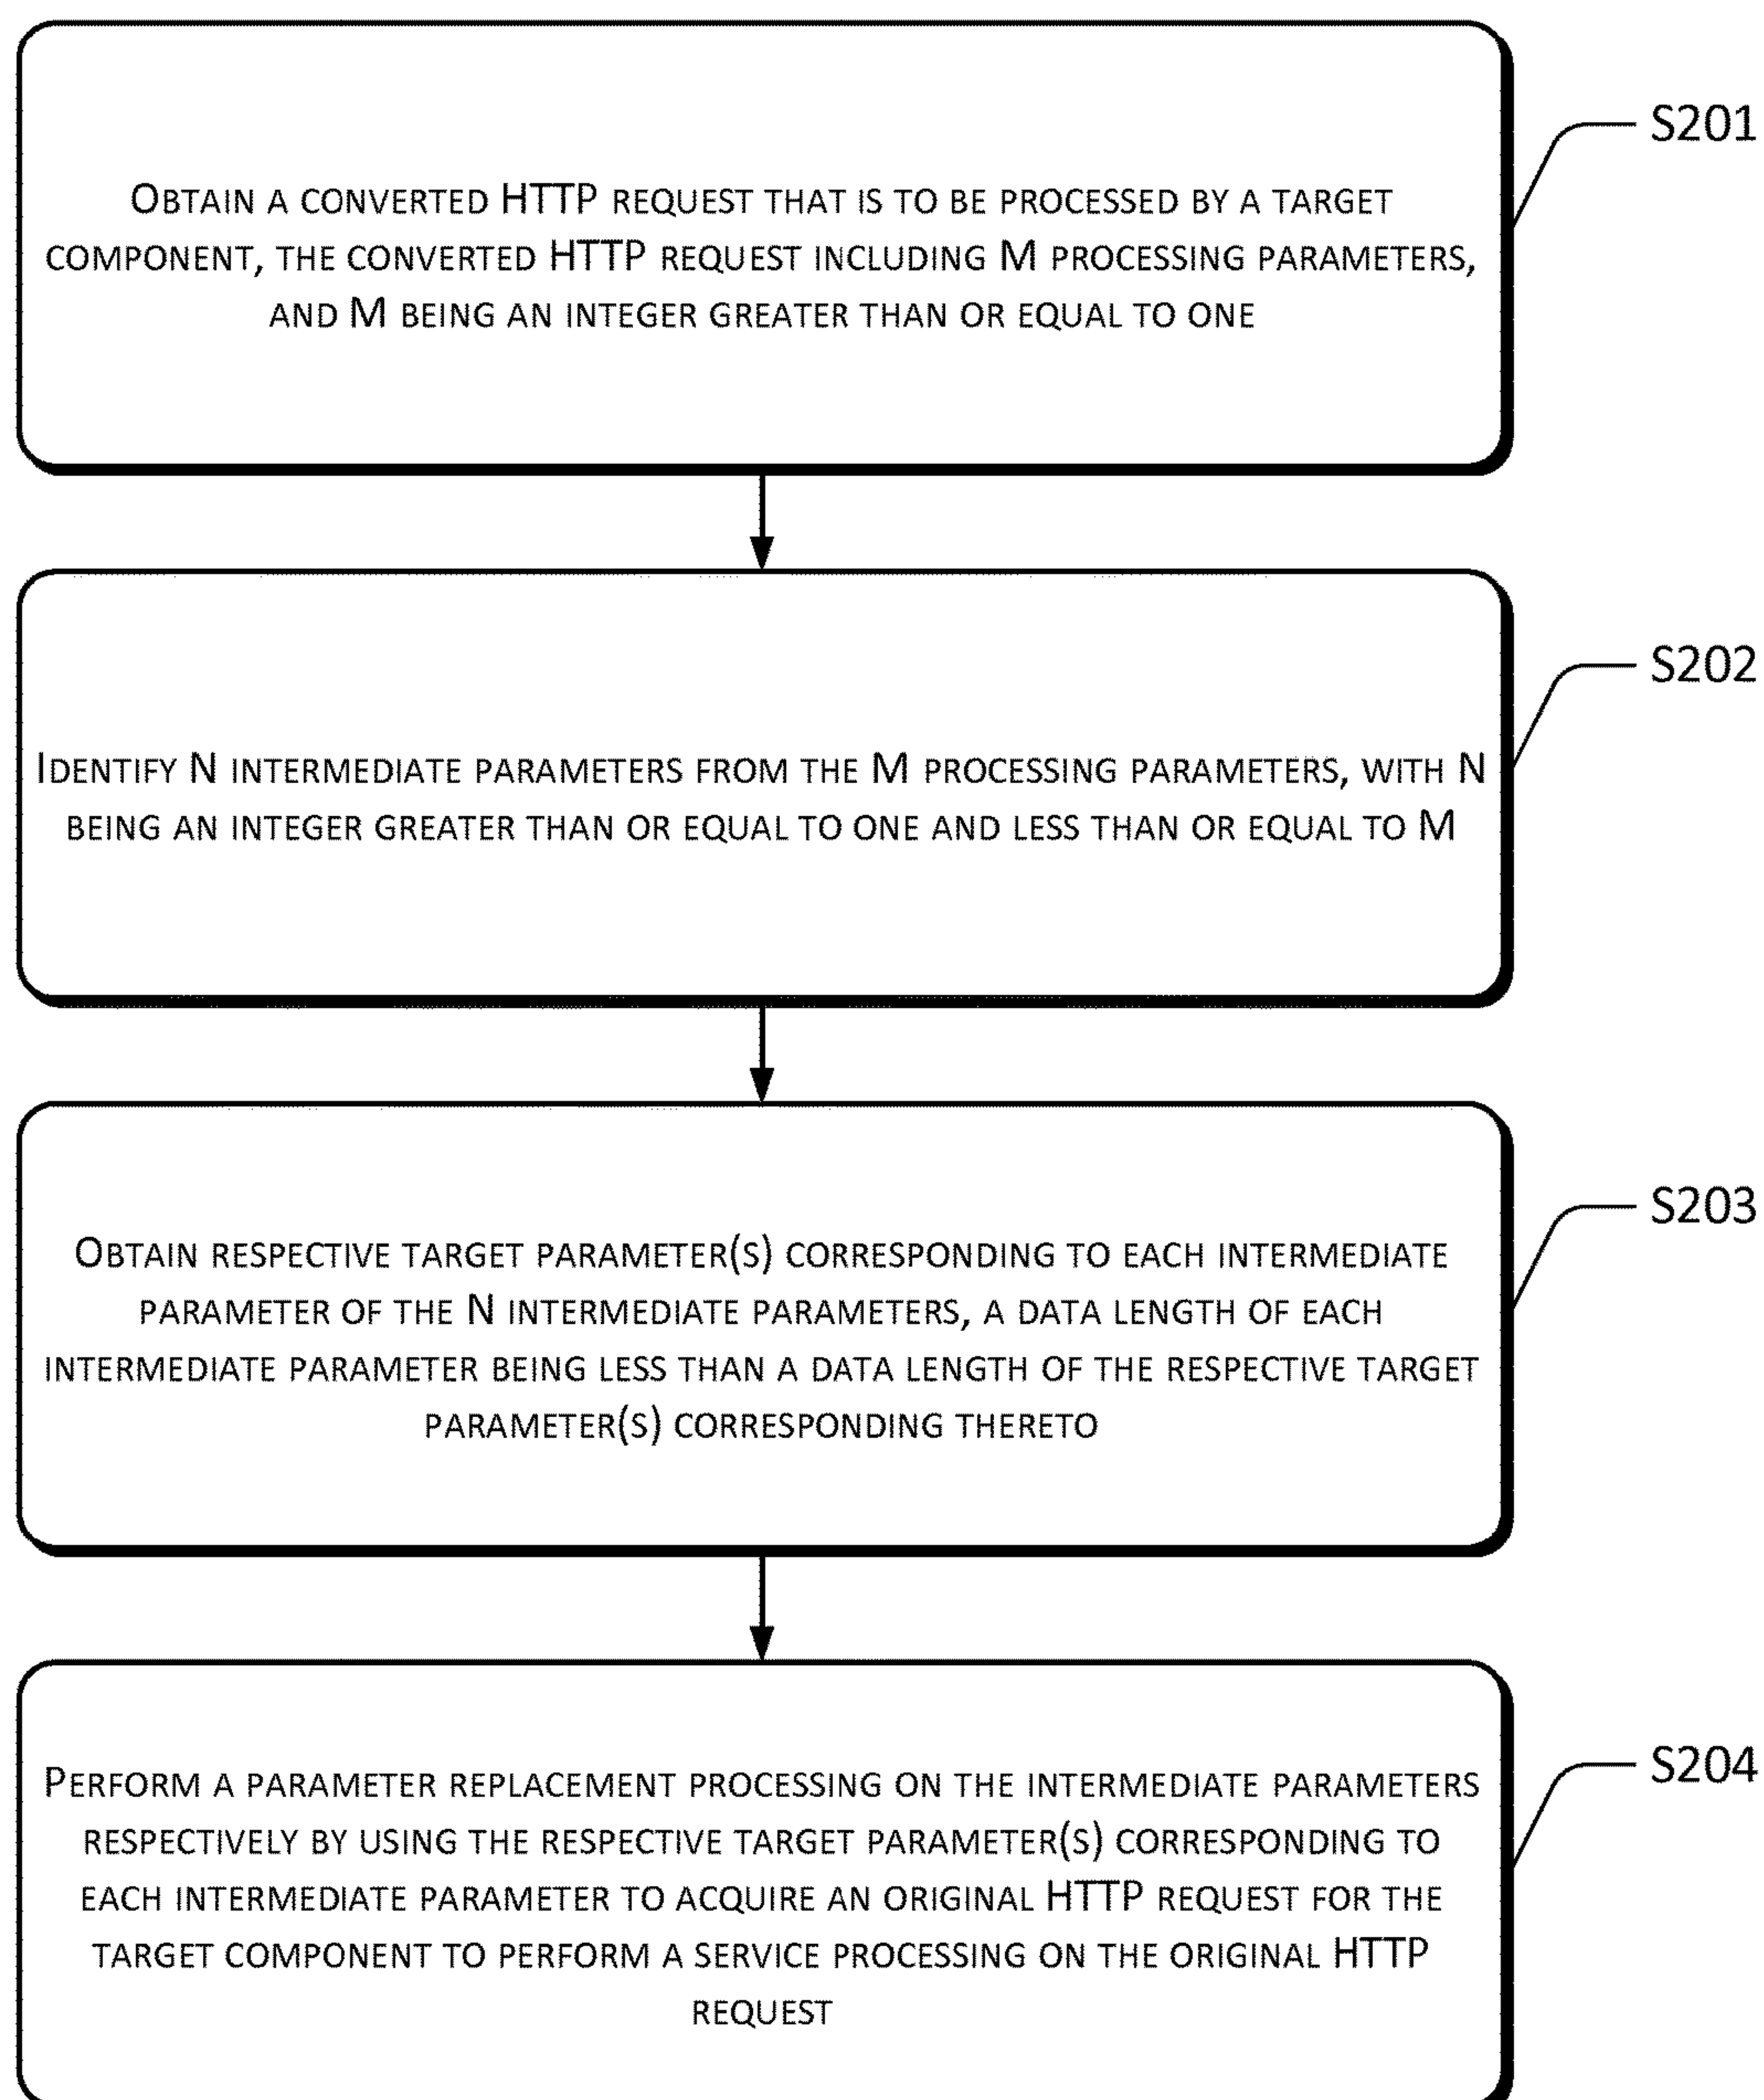 OBTAIN A CONVERTED HTTP REQUEST THAT IS TO BE PROCESSED BY A TARGET
COMPONENT, THE CONVERTED HTTP REQUEST INCLUDING M PROCESSING PARAMETERS,
AND M BEING AN INTEGER GREATER THAN OR EQUAL TO ONE
S201
IDENTIFY N INTERMEDIATE PARAMETERS FROM THE M PROCESSING PARAMETERS, WITH N
BEING AN INTEGER GREATER THAN OR EQUAL TO ONE AND LESS THAN OR EQUAL TO M
S202
OBTAIN RESPECTIVE TARGET PARAMETER(S) CORRESPONDING TO EACH INTERMEDIATE
PARAMETER OF THE N INTERMEDIATE PARAMETERS, A DATA LENGTH OF EACH
INTERMEDIATE PARAMETER BEING LESS THAN A DATA LENGTH OF THE RESPECTIVE TARGET
PARAMETER(S) CORRESPONDING THERETO
S203
PERFORM A PARAMETER REPLACEMENT PROCESSING ON THE INTERMEDIATE PARAMETERS
RESPECTIVELY BY USING THE RESPECTIVE TARGET PARAMETER(S) CORRESPONDING TO
EACH INTERMEDIATE PARAMETER TO ACQUIRE AN ORIGINAL HTTP REQUEST FOR THE
TARGET COMPONENT TO PERFORM A SERVICE PROCESSING ON THE ORIGINAL HTTP
REQUEST
S204